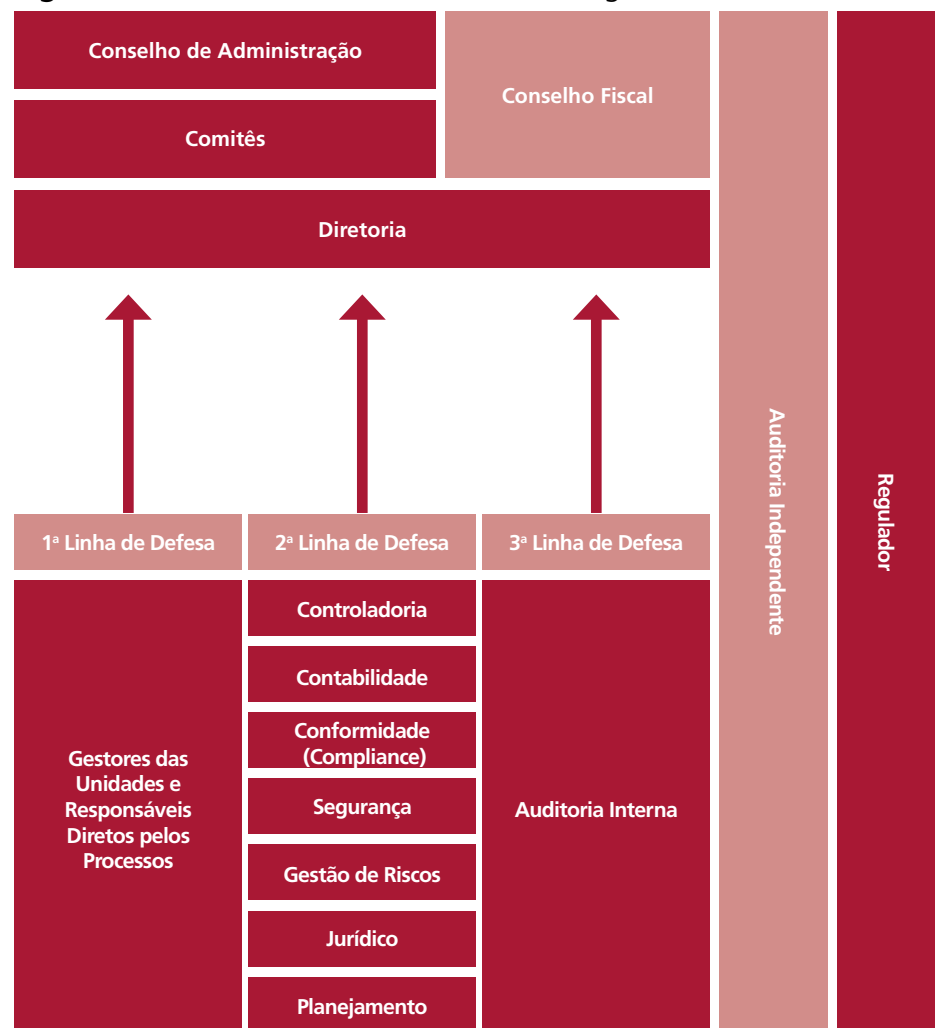 Conselho de Administração
Conselho Fiscal
Comitês
Diretoria
1ª Linha de Defesa
2ª Linha de Defesa
3ª Linha de Defesa
Gestores das
Unidades e
Responsáveis
Diretos pelos
Processos
Controladoria
Contabilidade
Conformidade
(Compliance)
Segurança
Gestão de Riscos
Jurídico
Planejamento
Auditoria Interna
Auditoria Independente
Regulador